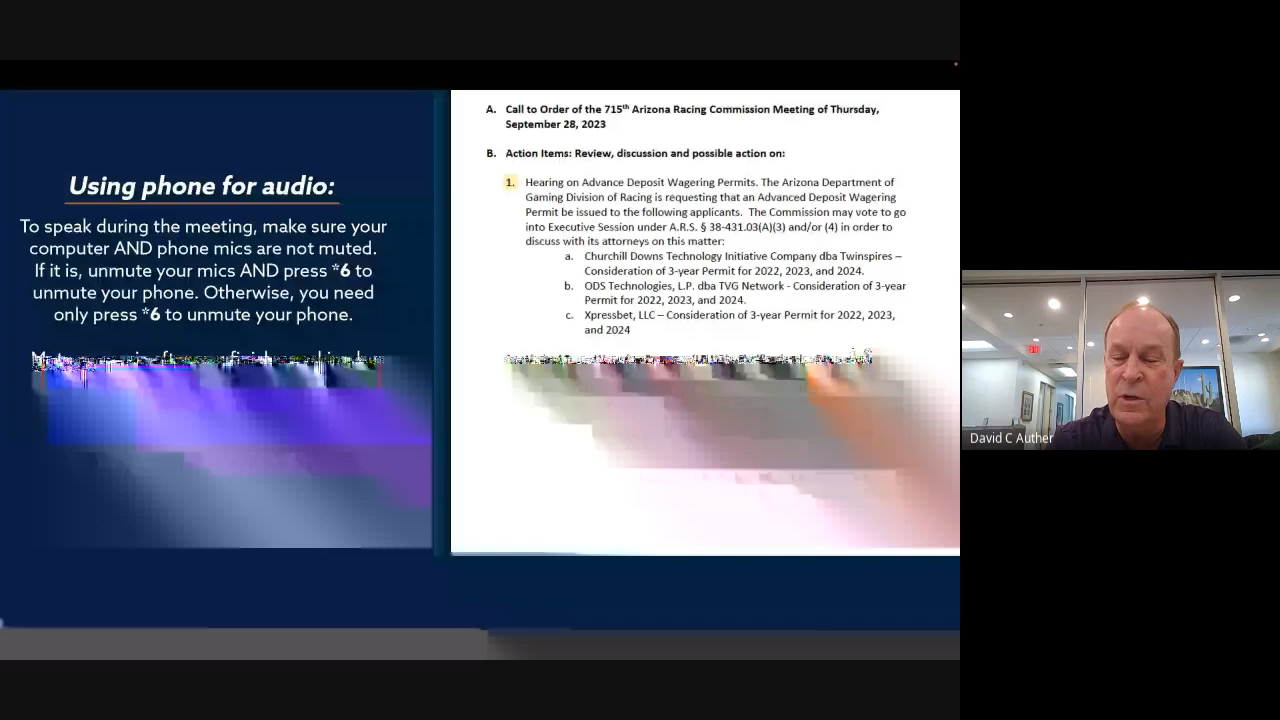 Using phone for audio:
To speak during the meeting, make sure your
computer AND phone mics are not muted.
If it is, unmute your mics AND press *6 to
unmute your phone. Otherwise, you need
only press *6 to unmute your phone.
A. Call to Order of the 715th Arizona Racing Commission Meeting of Thursday,
September 28, 2023
B. Action Items: Review, discussion and possible action on:
1. Hearing on Advance Deposit Wagering Permits. The Arizona Department of
Gaming Division of Racing is requesting that an Advanced Deposit Wagering
Permit be issued to the following applicants. The Commission may vote to go
into Executive Session under A.R.S. § 38-431.03(A)(3) and/or (4) in order to
discuss with its attorneys on this matter:
a. Churchill Downs Technology Initiative Company dba Twinspires –
Consideration of 3-year Permit for 2022, 2023, and 2024.
b. ODS Technologies, L.P. dba TVG Network - Consideration of 3-year
Permit for 2022, 2023, and 2024.
c. Xpressbet, LLC – Consideration of 3-year Permit for 2022, 2023,
and 2024
David C Auther